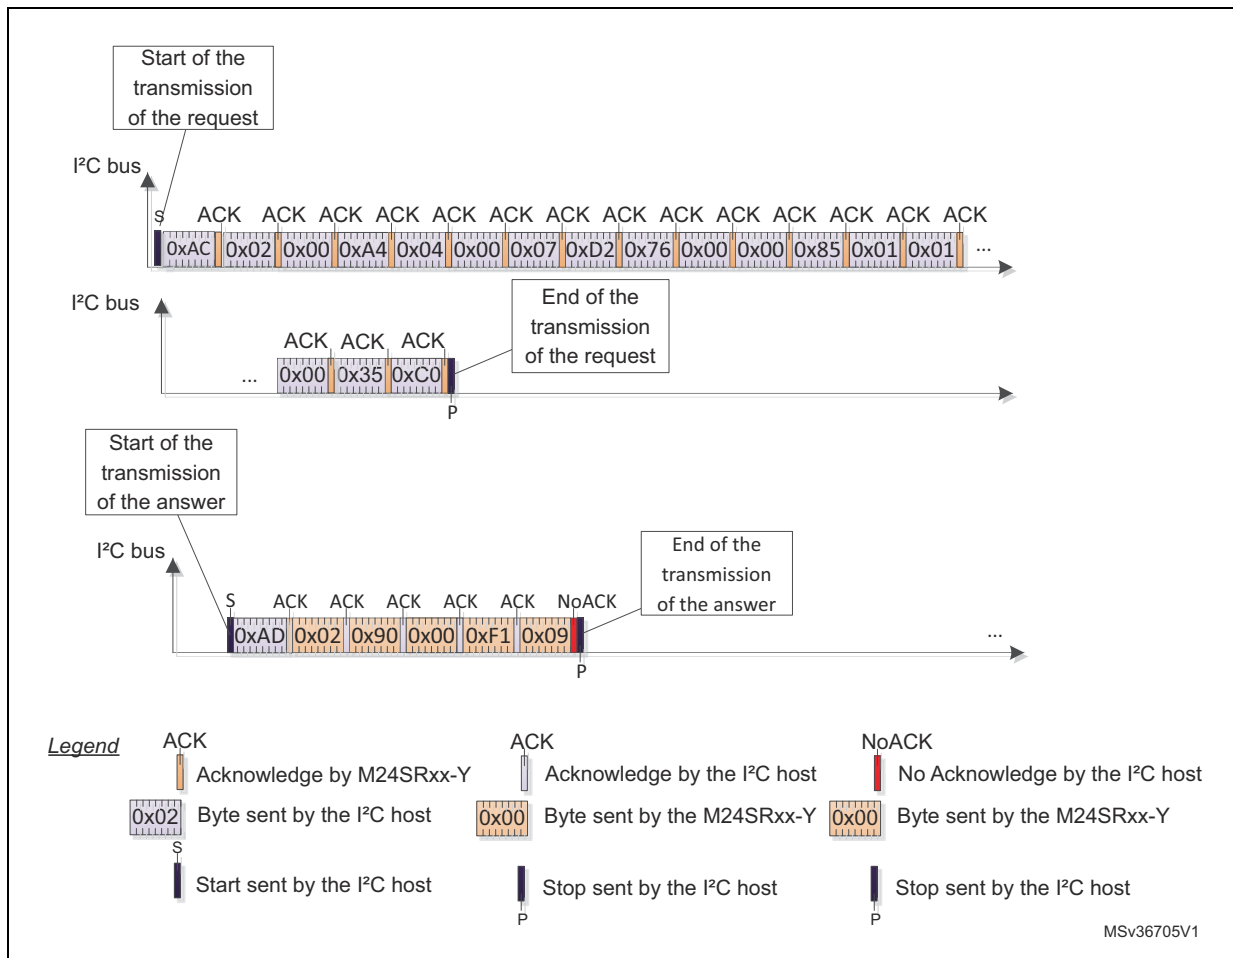 Start of the
transmission
of the request
I²C bus
S ACK ACK ACK ACK ACK ACK ACK ACK ACK ACK ACK ACK ACK ACK
0xAC 0x02 0x00 0xA4 0x04 0x00 0x07 0xD2 0x76 0x00 0x00 0x85 0x01 0x01 ...
I²C bus
End of the
transmission
of the request
ACK ACK ACK
... 0x00 0x35 0xC0
P
Start of the
transmission
of the answer
I²C bus
End of the
transmission
of the answer
S ACK ACK ACK ACK ACK NoACK
0xAD 0x02 0x90 0x00 0xF1 0x09 ...
P
Legend
ACK
Acknowledge by M24SRxx-Y
ACK
Acknowledge by the I²C host
NoACK
No Acknowledge by the I²C host
0x02 Byte sent by the I²C host
0x00 Byte sent by the M24SRxx-Y
0x00 Byte sent by the M24SRxx-Y
S
Start sent by the I²C host
Stop sent by the I²C host
P
Stop sent by the I²C host
P
MSv36705V1